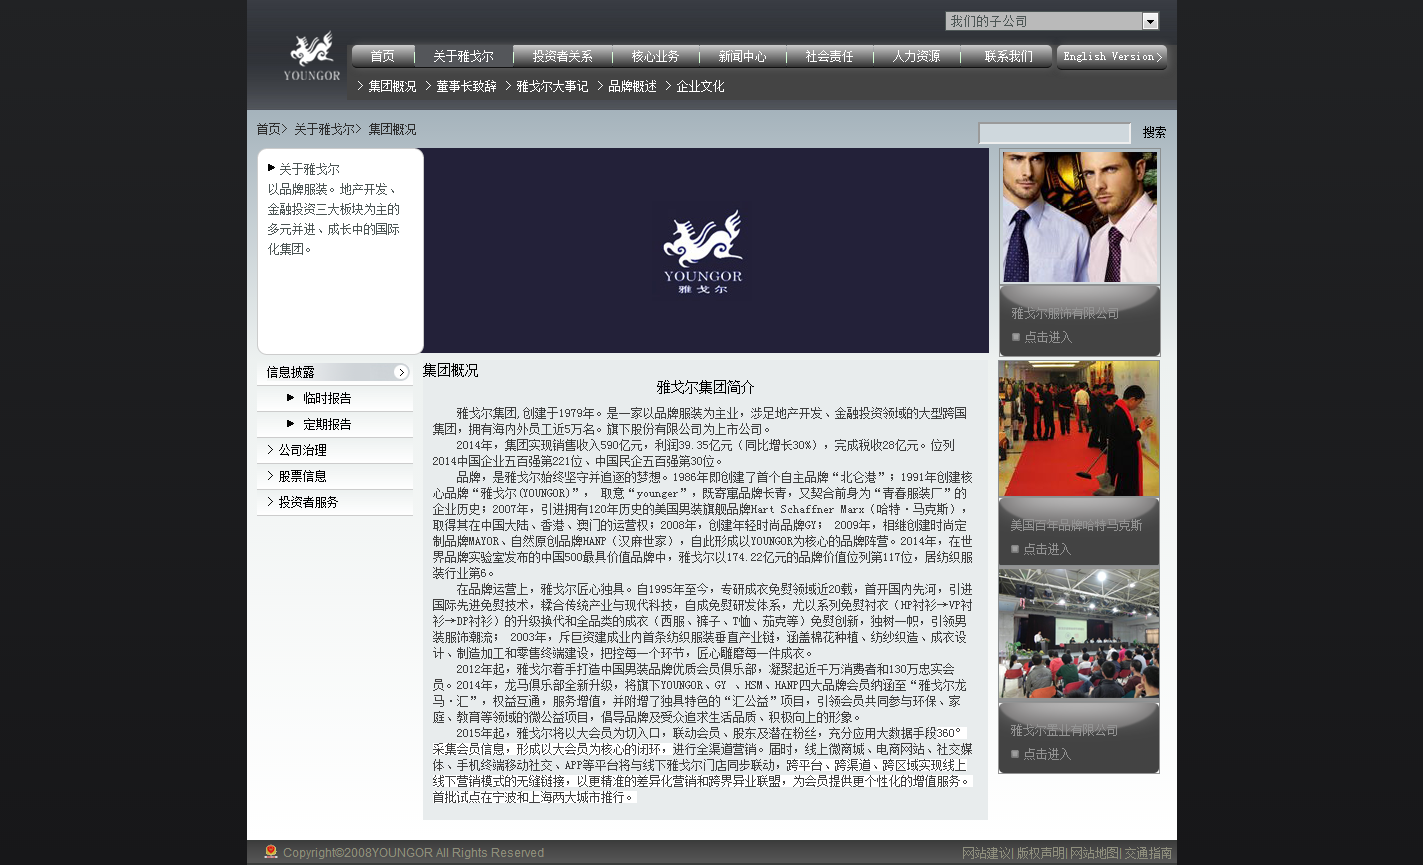 我们的子公司
YOUNGOR
首页 关于雅戈尔 投资者关系 核心业务 新闻中心 社会责任 人力资源 联系我们 English Version
集团概况 董事长致辞 雅戈尔大事记 品牌概述 企业文化
首页> 关于雅戈尔> 集团概况
搜索
关于雅戈尔
以品牌服装。地产开发、
金融投资三大板块为主的
多元并进、成长中的国际
化集团。
YOUNGOR
雅戈尔
雅戈尔服饰有限公司
点击进入
信息披露
临时报告
定期报告
公司治理
股票信息
投资者服务
集团概况
雅戈尔集团简介
雅戈尔集团,创建于1979年。是一家以品牌服装为主业，涉足地产开发、金融投资领域的大型跨国
集团，拥有海内外员工近5万名。旗下股份有限公司为上市公司。
2014年，集团实现销售收入590亿元，利润39.35亿元（同比增长30%），完成税收28亿元。位列
2014中国企业五百强第221位、中国民企五百强第30位。
品牌，是雅戈尔始终坚守并追逐的梦想。1986年即创建了首个自主品牌“北仑港”；1991年创建核
心品牌“雅戈尔(YOUNGOR)”， 取意“younger”，既寄寓品牌长青，又契合前身为“青春服装厂”的
企业历史；2007年，引进拥有120年历史的美国男装旗舰品牌Hart Schaffner Marx（哈特·马克斯），
取得其在中国大陆、香港、澳门的运营权；2008年，创建年轻时尚品牌GY； 2009年，相继创建时尚定
制品牌MAYOR、自然原创品牌HANP（汉麻世家），自此形成以YOUNGOR为核心的品牌阵营。2014年，在世
界品牌实验室发布的中国500最具价值品牌中，雅戈尔以174.22亿元的品牌价值位列第117位，居纺织服
装行业第6。
在品牌运营上，雅戈尔匠心独具。自1995年至今，专研成衣免熨领域近20载，首开国内先河，引进
国际先进免熨技术，糅合传统产业与现代科技，自成免熨研发体系，尤以系列免熨衬衣（HP衬衫→VP衬
衫→DP衬衫）的升级换代和全品类的成衣（西服、裤子、T恤、茄克等）免熨创新，独树一帜，引领男
装服饰潮流； 2003年，斥巨资建成业内首条纺织服装垂直产业链，涵盖棉花种植、纺纱织造、成衣设
计、制造加工和零售终端建设，把控每一个环节，匠心雕磨每一件成衣。
2012年起，雅戈尔着手打造中国男装品牌优质会员俱乐部，凝聚起近千万消费者和130万忠实会
员。2014年，龙马俱乐部全新升级，将旗下YOUNGOR、GY 、HSM、HANP四大品牌会员纳涵至“雅戈尔龙
马·汇”，权益互通，服务增值，并附增了独具特色的“汇公益”项目，引领会员共同参与环保、家
庭、教育等领域的微公益项目，倡导品牌及受众追求生活品质、积极向上的形象。
2015年起，雅戈尔将以大会员为切入口，联动会员、股东及潜在粉丝，充分应用大数据手段360°
采集会员信息，形成以大会员为核心的闭环，进行全渠道营销。届时，线上微商城、电商网站、社交媒
体、手机终端移动社交、APP等平台将与线下雅戈尔门店同步联动，跨平台、跨渠道、跨区域实现线上
线下营销模式的无缝链接，以更精准的差异化营销和跨界异业联盟，为会员提供更个性化的增值服务。
首批试点在宁波和上海两大城市推行。
美国百年品牌哈特马克斯
点击进入
雅戈尔置业有限公司
点击进入
Copyright©2008YOUNGOR All Rights Reserved
网站建议| 版权声明| 网站地图| 交通指南